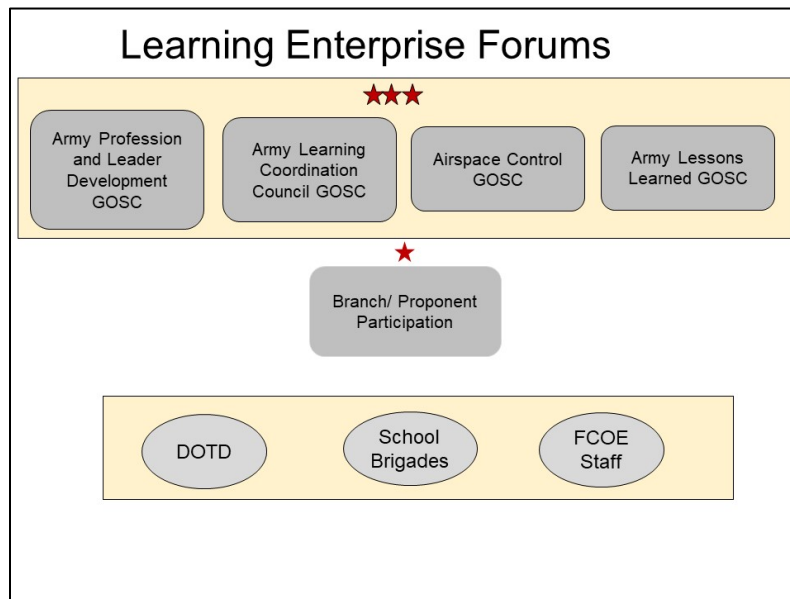 Learning Enterprise Forums
Army Profession
and Leader
Development
GOSC
Army Learning
Coordination
Council GOSC
Airspace Control
GOSC
Army Lessons
Learned GOSC
Branch/ Proponent
Participation
DOTD
School
Brigades
FCOE
Staff